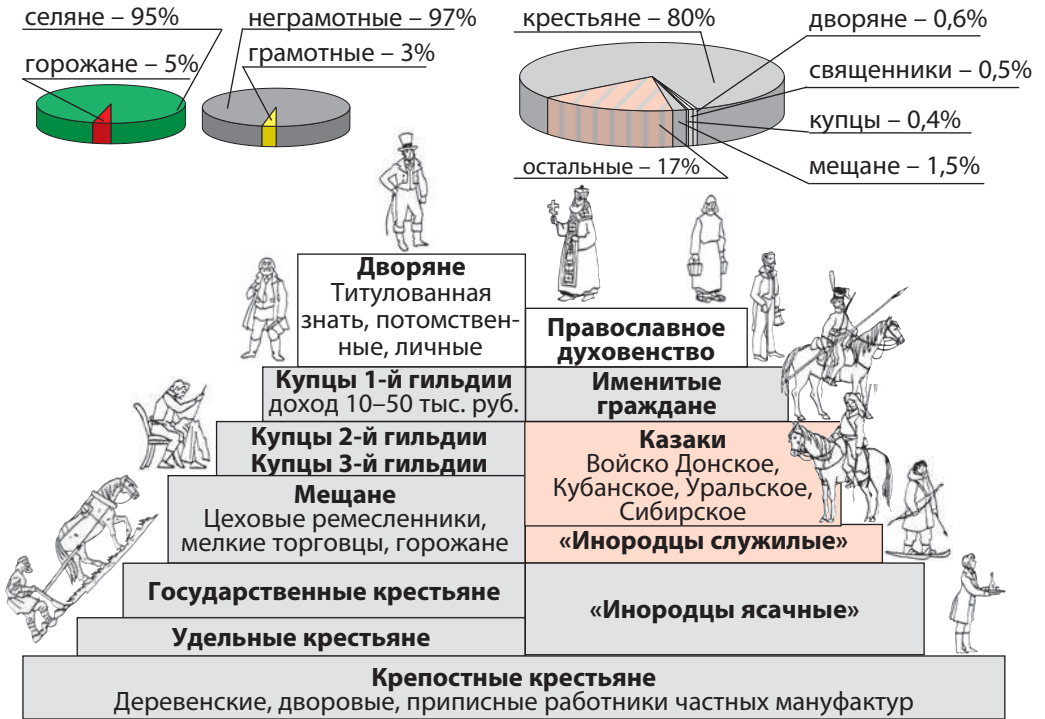 селяне – 95%
горожане – 5%
неграмотные – 97%
грамотные – 3%
крестьяне – 80%
дворяне – 0,6%
священники – 0,5%
купцы – 0,4%
мещане – 1,5%
остальные – 17%
Дворяне
Титулованная
знать, потомствен-
ные, личные
Православное
духовенство
Купцы 1-й гильдии
доход 10–50 тыс. руб.
Именитые
граждане
Купцы 2-й гильдии
Купцы 3-й гильдии
Казаки
Войско Донское,
Кубанское, Уральское,
Сибирское
Мещане
Цеховые ремесленники,
мелкие торговцы, горожане
«Инородцы служилые»
Государственные крестьяне
«Инородцы ясачные»
Удельные крестьяне
Крепостные крестьяне
Деревенские, дворовые, приписные работники частных мануфактур